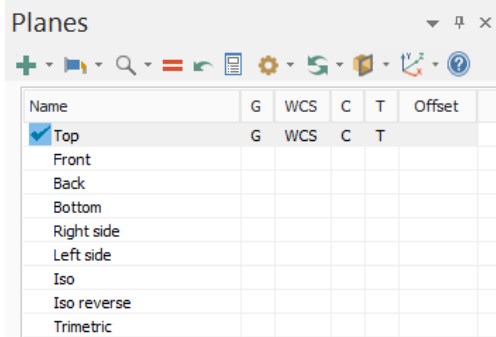 Planes
Name G WCS C T Offset
Top G WCS C T
Front
Back
Bottom
Right side
Left side
Iso
Iso reverse
Trimetric